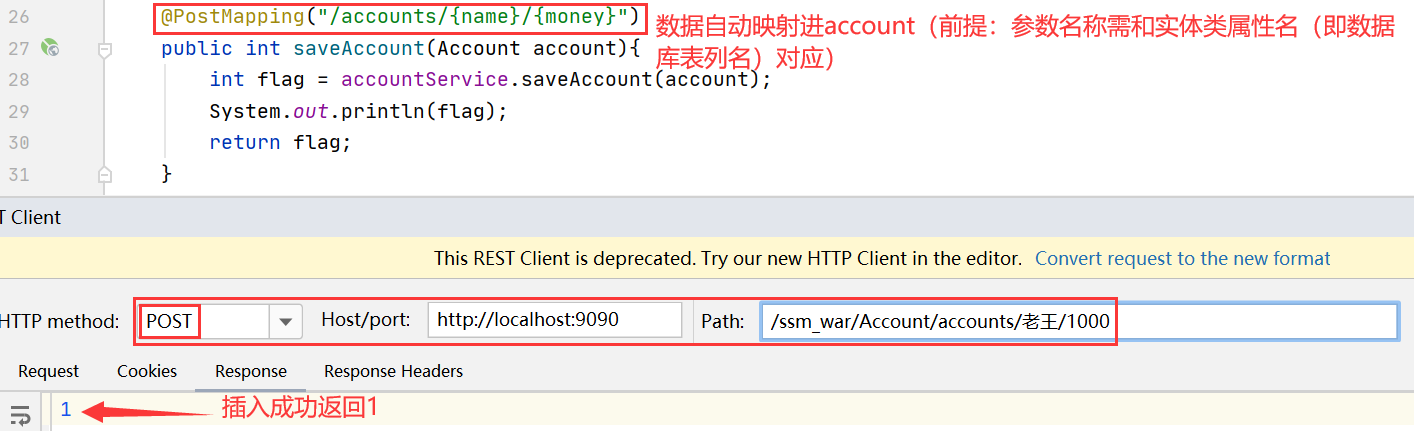 26 @PostMapping("/accounts/{name}/{money}")
数据自动映射进account（前提：参数名称需和实体类属性名（即数据
库表列名）对应）
27 public int saveAccount(Account account){
28 int flag = accountService.saveAccount(account);
29 System.out.println(flag);
30 return flag;
31 }
T Client
This REST Client is deprecated. Try our new HTTP Client in the editor. Convert request to the new format
HTTP method: POST Host/port: http://localhost:9090 Path: /ssm_war/Account/accounts/老王/1000
Request Cookies Response Response Headers
1 插入成功返回1